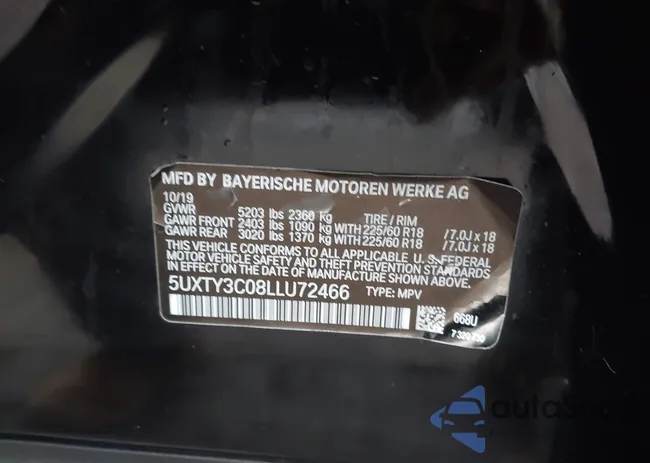 MFD BY BAYERISCHE MOTOREN WERKE AG
10/19
GVWR 5203 lbs 2360 kg TIRE / RIM
GAWR FRONT 2403 lbs 1090 kg WITH 225/60 R18 /7.0J x 18
GAWR REAR 3020 lbs 1370 kg WITH 225/60 R18 /7.0J x 18
THIS VEHICLE CONFORMS TO ALL APPLICABLE U. S. FEDERAL
MOTOR VEHICLE SAFETY STANDARDS IN EFFECT ON
THE DATE OF MANUFACTURE SHOWN ABOVE.
5UXTY3C08LLU72466 TYPE: MPV
668U